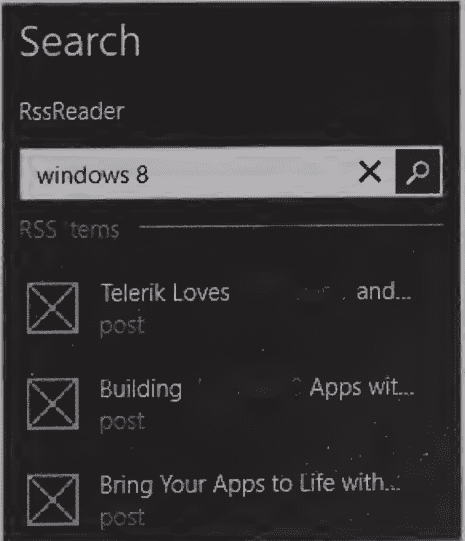 Search
RssReader
windows 8
RSS Items
Telerik Loves and...
post
Building Apps wit...
post
Bring Your Apps to Life with...
post